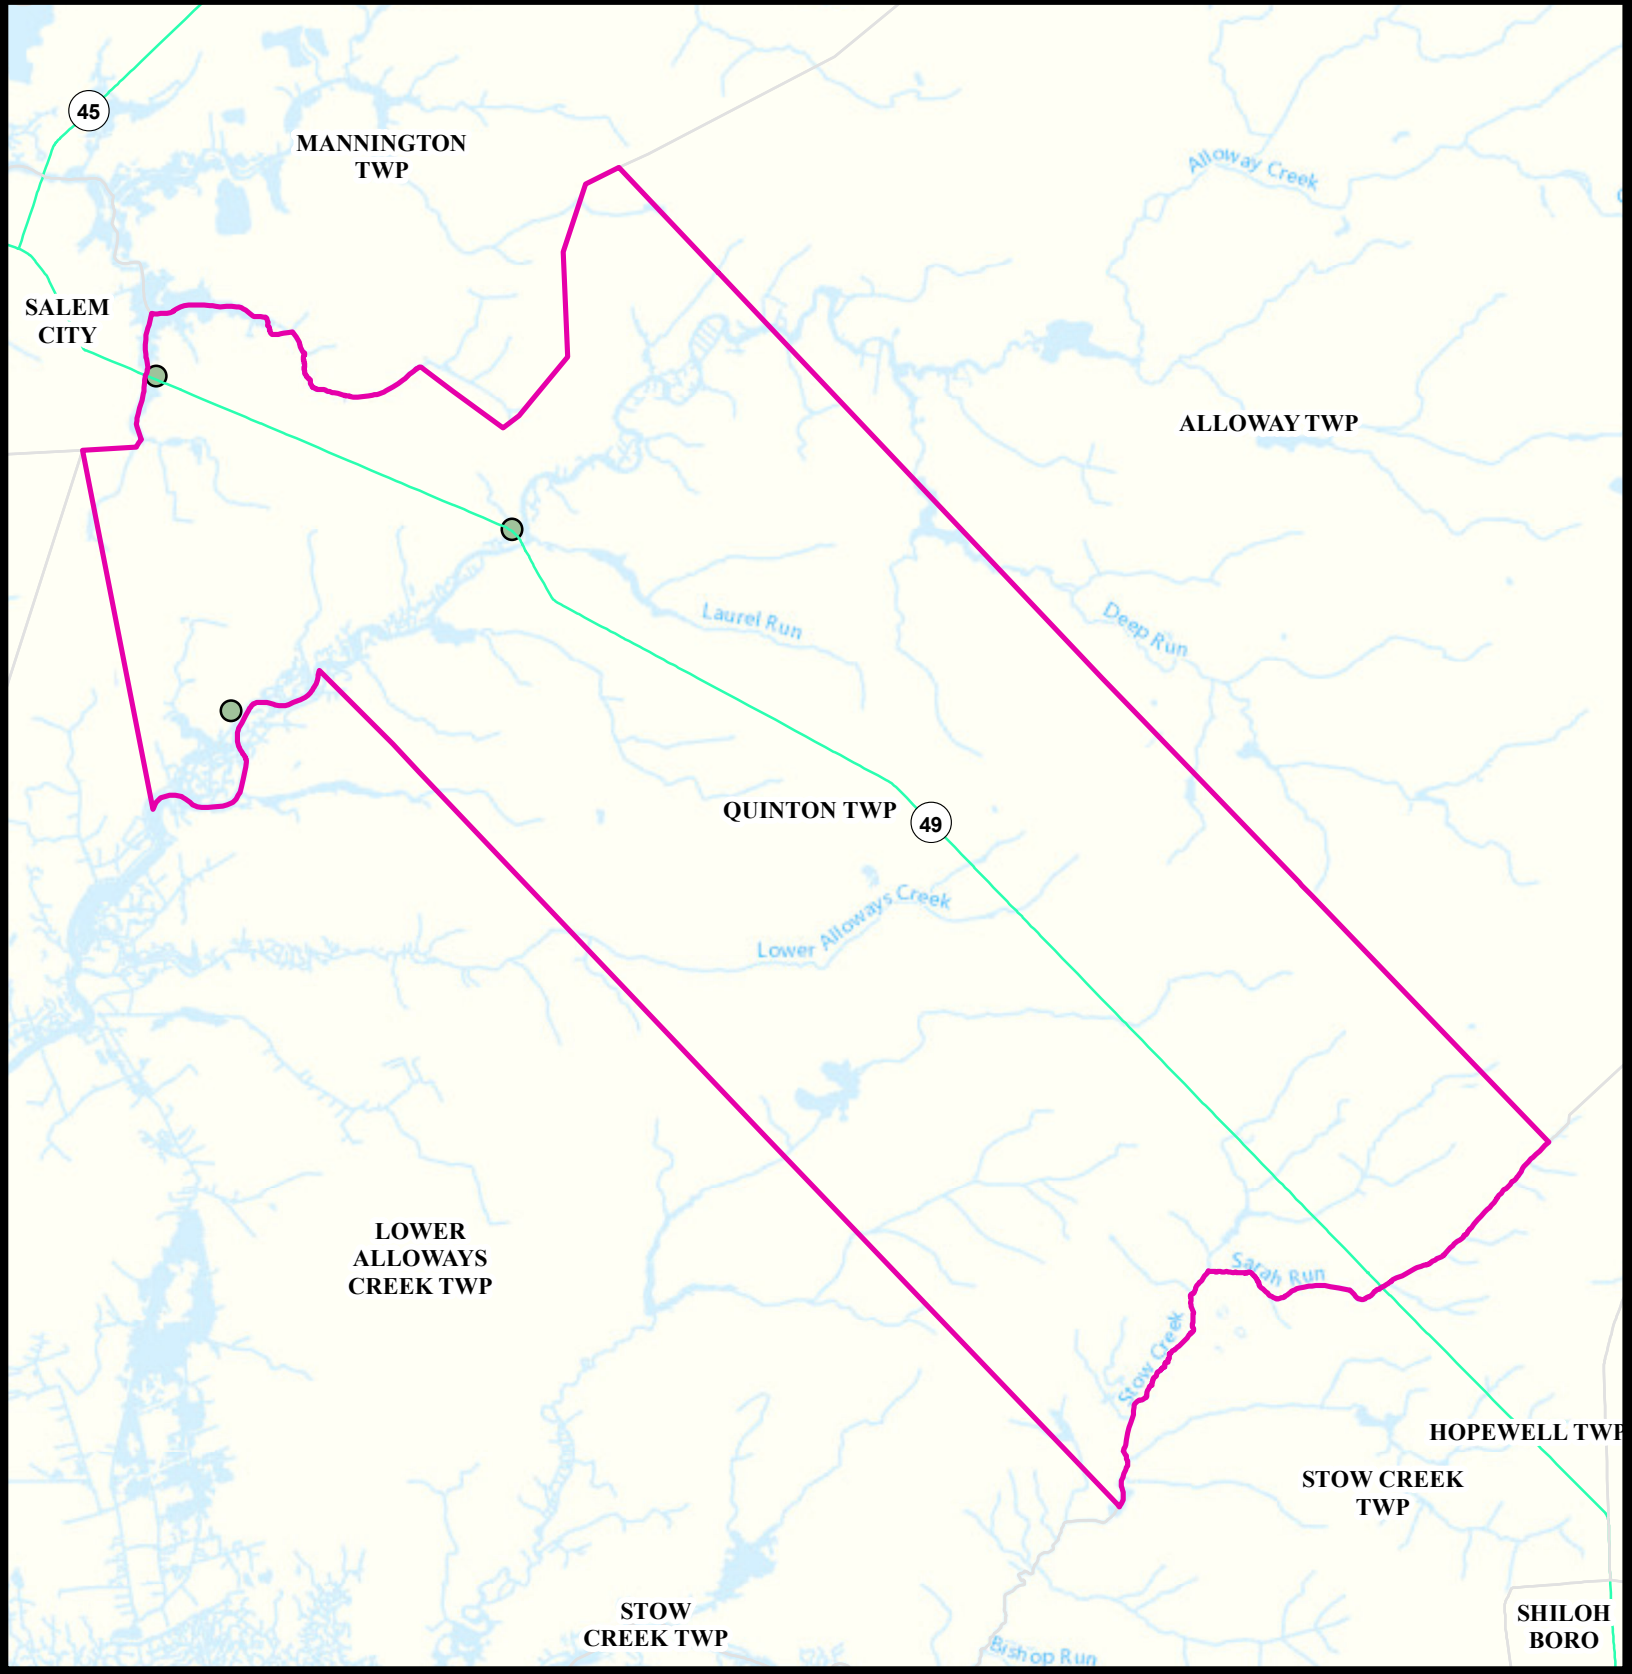 45
MANNINGTON
TWP
Alloway Creek
SALEM
CITY
ALLOWAY TWP
Laurel Run
Deep Run
QUINTON TWP
49
Lower Alloways Creek
LOWER
ALLOWAYS
CREEK TWP
Sarah Run
Stow Creek
HOPEWELL TWP
STOW CREEK
TWP
STOW
CREEK TWP
SHILOH
BORO
Bishop Run